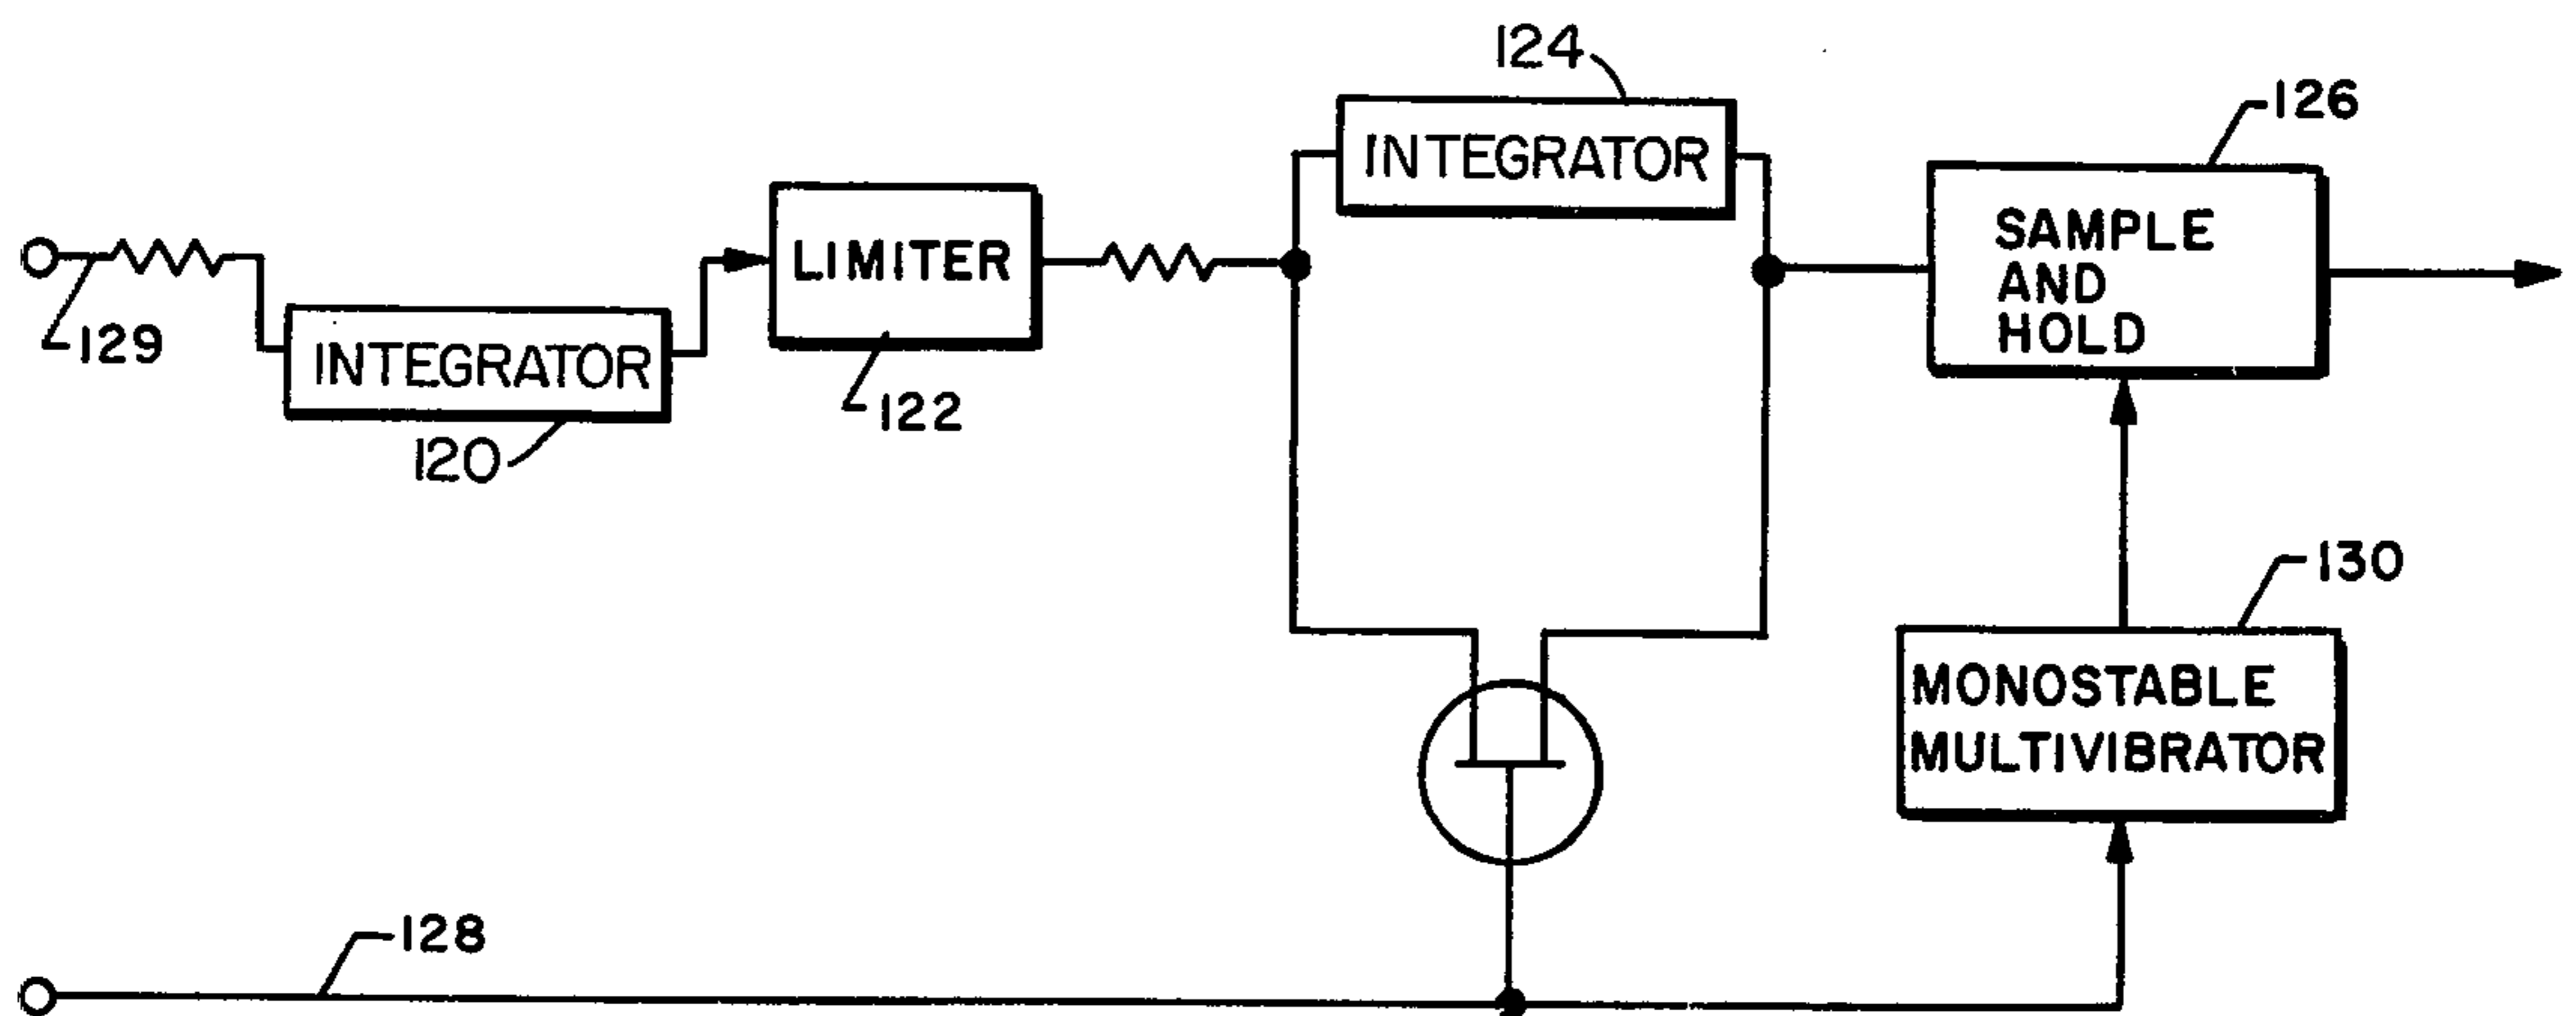 124
126
INTEGRATOR
SAMPLE
AND
HOLD
LIMITER
129
INTEGRATOR
122
120
130
MONOSTABLE
MULTIVIBRATOR
128